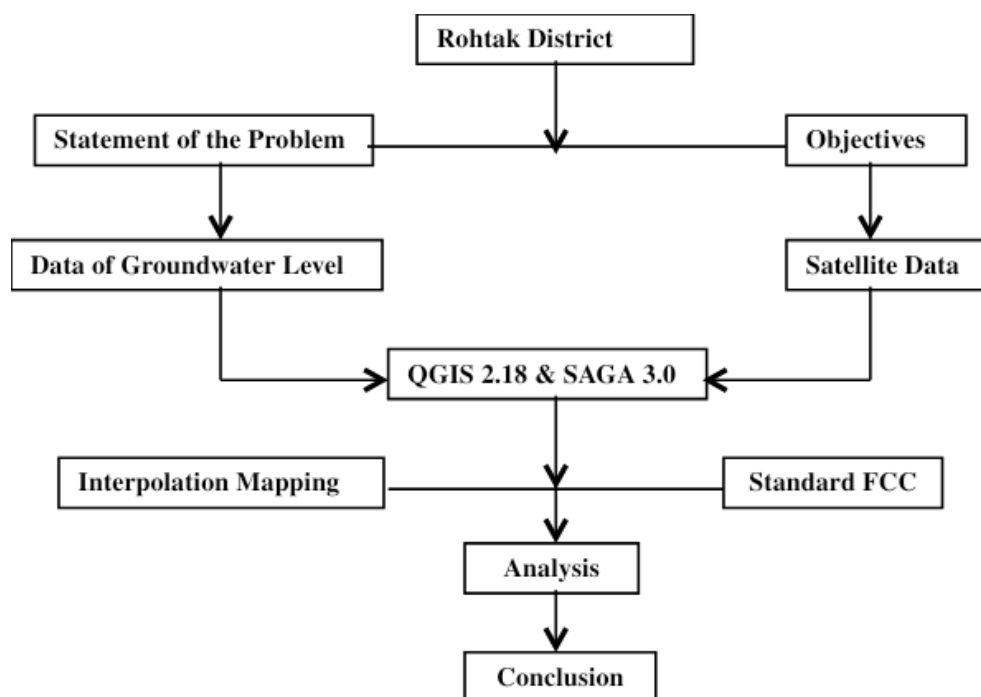 Rohtak District
Statement of the Problem
Objectives
Data of Groundwater Level
Satellite Data
QGIS 2.18 & SAGA 3.0
Interpolation Mapping
Standard FCC
Analysis
Conclusion